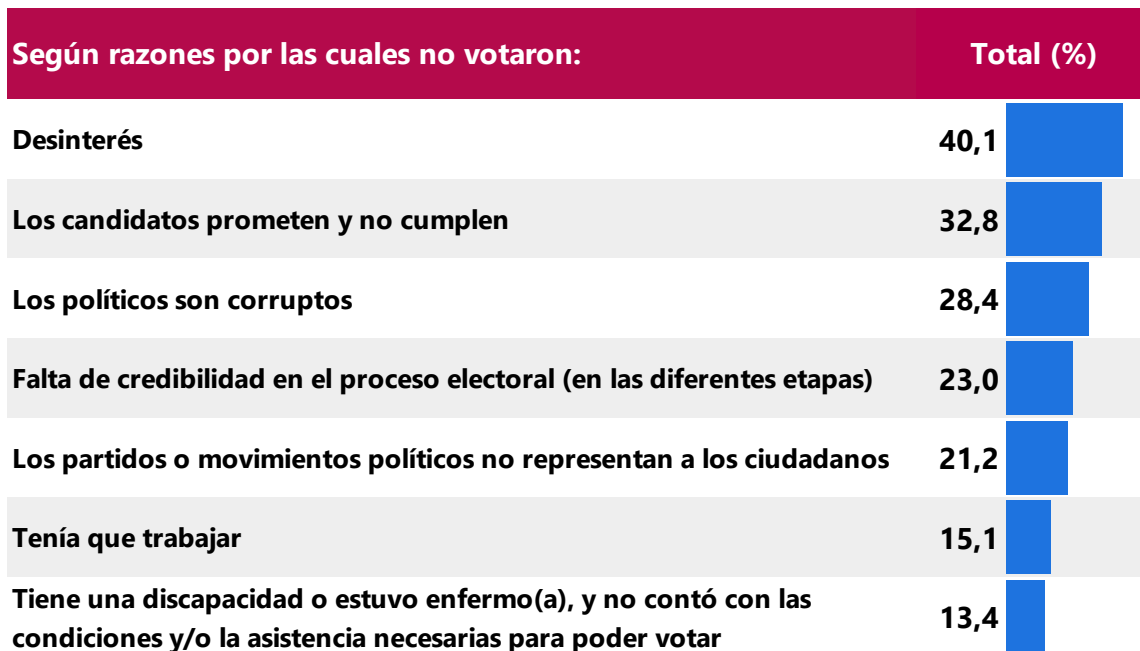 Según razones por las cuales no votaron: Total (%)
Desinterés 40,1
Los candidatos prometen y no cumplen 32,8
Los políticos son corruptos 28,4
Falta de credibilidad en el proceso electoral (en las diferentes etapas) 23,0
Los partidos o movimientos políticos no representan a los ciudadanos 21,2
Tenía que trabajar 15,1
Tiene una discapacidad o estuvo enfermo(a), y no contó con las
condiciones y/o la asistencia necesarias para poder votar 13,4